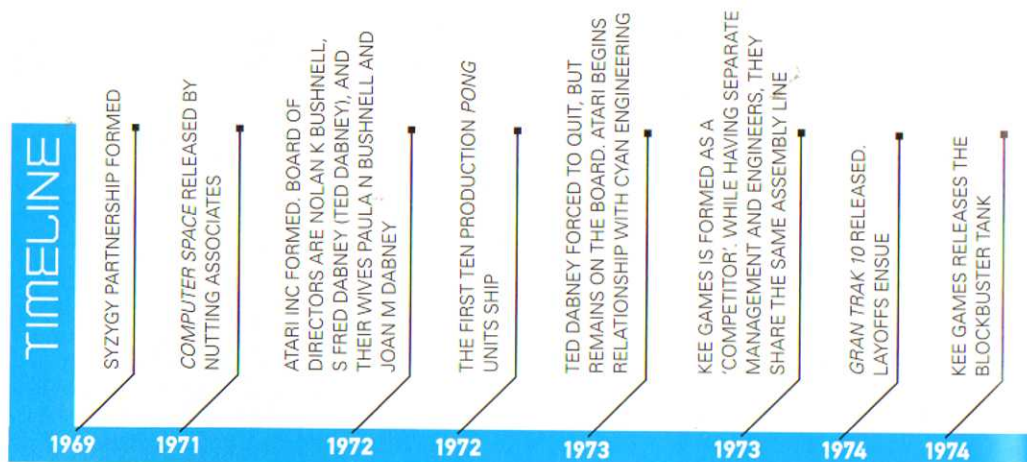 TIMELINE
1969
SYZYGY PARTNERSHIP FORMED
1971
COMPUTER SPACE RELEASED BY
NUTTING ASSOCIATES
1972
ATARI INC FORMED. BOARD OF
DIRECTORS ARE NOLAN K BUSHNELL,
S FRED DABNEY (TED DABNEY), AND
THEIR WIVES PAULA N BUSHNELL AND
JOAN M DABNEY
1972
THE FIRST TEN PRODUCTION PONG
UNITS SHIP
1973
TED DABNEY FORCED TO QUIT, BUT
REMAINS ON THE BOARD. ATARI BEGINS
RELATIONSHIP WITH CYAN ENGINEERING
1973
KEE GAMES IS FORMED AS A
'COMPETITOR'. WHILE HAVING SEPARATE
MANAGEMENT AND ENGINEERS, THEY
SHARE THE SAME ASSEMBLY LINE
1974
GRAN TRAK 10 RELEASED.
LAYOFFS ENSUE
1974
KEE GAMES RELEASES THE
BLOCKBUSTER TANK